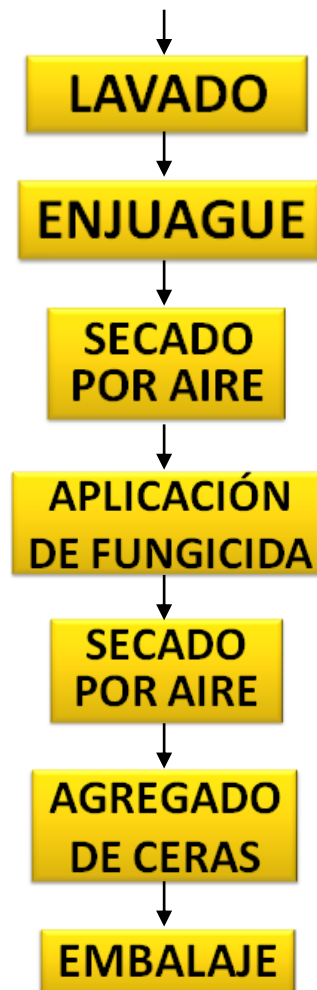 LAVADO
ENJUAGUE
SECADO
POR AIRE
APLICACIÓN
DE FUNGICIDA
SECADO
POR AIRE
AGREGADO
DE CERAS
EMBALAJE